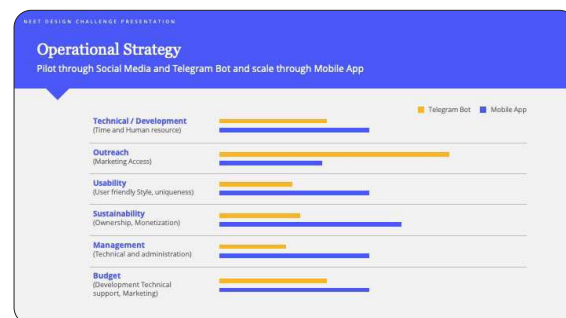 NEET DESIGN CHALLENGE PRESENTATION
Operational Strategy
Pilot through Social Media and Telegram Bot and scale through Mobile App
Telegram Bot Mobile App
Technical / Development
(Time and Human resource)
Outreach
(Marketing Access)
Usability
(User friendly Style, uniqueness)
Sustainability
(Ownership, Monetization)
Management
(Technical and administration)
Budget
(Development Technical
support, Marketing)